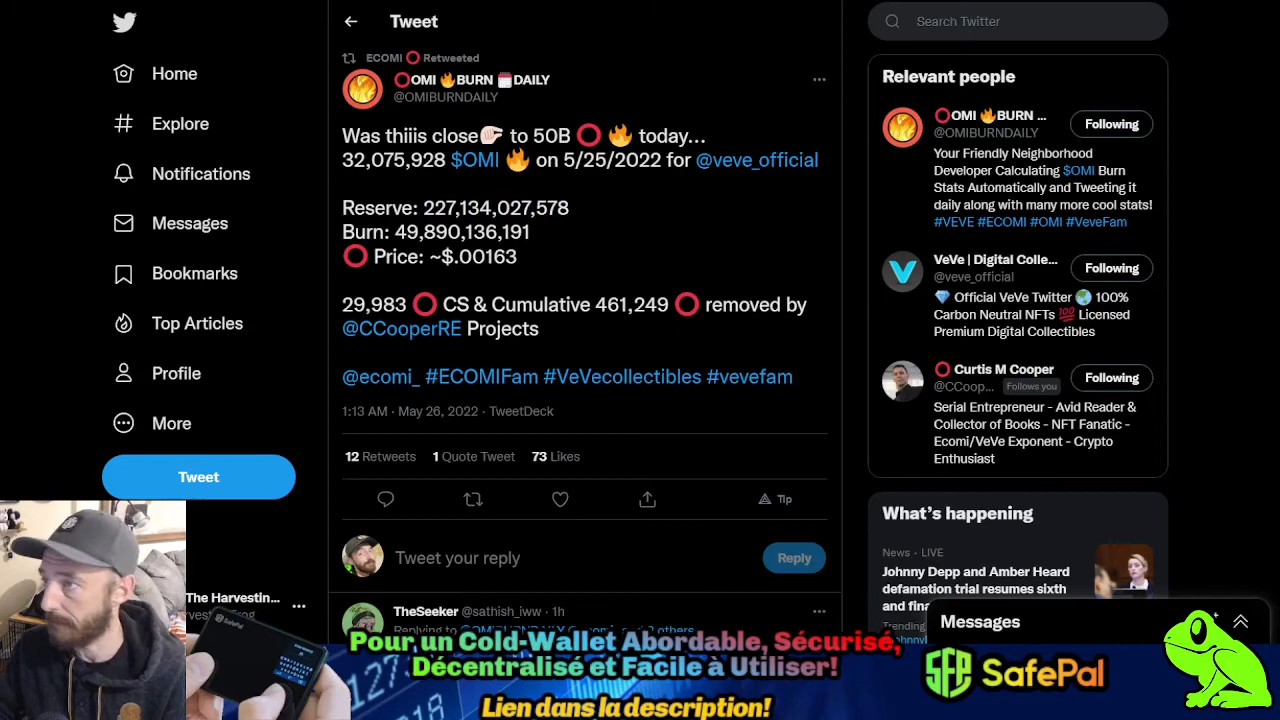 Home
Explore
Notifications
Messages
Bookmarks
Top Articles
Profile
More
Tweet
The Harvestin...
Tweet
ECOMI ⭕ Retweeted
⭕OMI 🔥BURN 🗓️DAILY
@OMIBURNDAILY
Was thiiis close🤏🏻 to 50B ⭕ 🔥 today…
32,075,928 $OMI 🔥 on 5/25/2022 for @veve_official
Reserve: 227,134,027,578
Burn: 49,890,136,191
⭕ Price: ~$.00163
29,983 ⭕ CS & Cumulative 461,249 ⭕ removed by
@CCooperRE Projects
@ecomi_ #ECOMIFam #VeVecollectibles #vevefam
1:13 AM · May 26, 2022 · TweetDeck
12 Retweets 1 Quote Tweet 73 Likes
Tip
Tweet your reply
Reply
TheSeeker @sathish_iww · 1h
Search Twitter
Relevant people
⭕OMI 🔥BURN ...
@OMIBURNDAILY
Following
Your Friendly Neighborhood
Developer Calculating $OMI Burn
Stats Automatically and Tweeting it
daily along with many more cool stats!
#VEVE #ECOMI #OMI #VeveFam
VeVe | Digital Colle...
@veve_official
Following
💎 Official VeVe Twitter 🌏 100%
Carbon Neutral NFTs 💯 Licensed
Premium Digital Collectibles
⭕ Curtis M Cooper
@CCoop... Follows you
Following
Serial Entrepreneur - Avid Reader &
Collector of Books - NFT Fanatic -
Ecomi/VeVe Exponent - Crypto
Enthusiast
What's happening
News · LIVE
Johnny Depp and Amber Heard
defamation trial resumes sixth
Messages
SafePal
Pour un Cold-Wallet Abordable, Sécurisé,
Décentralisé et Facile à Utiliser!
Lien dans la description!
SFP SafePal